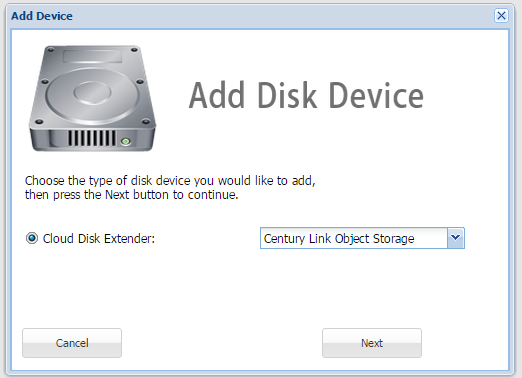 Add Device
Add Disk Device
Choose the type of disk device you would like to add,
then press the Next button to continue.
Cloud Disk Extender: Century Link Object Storage
Cancel Next